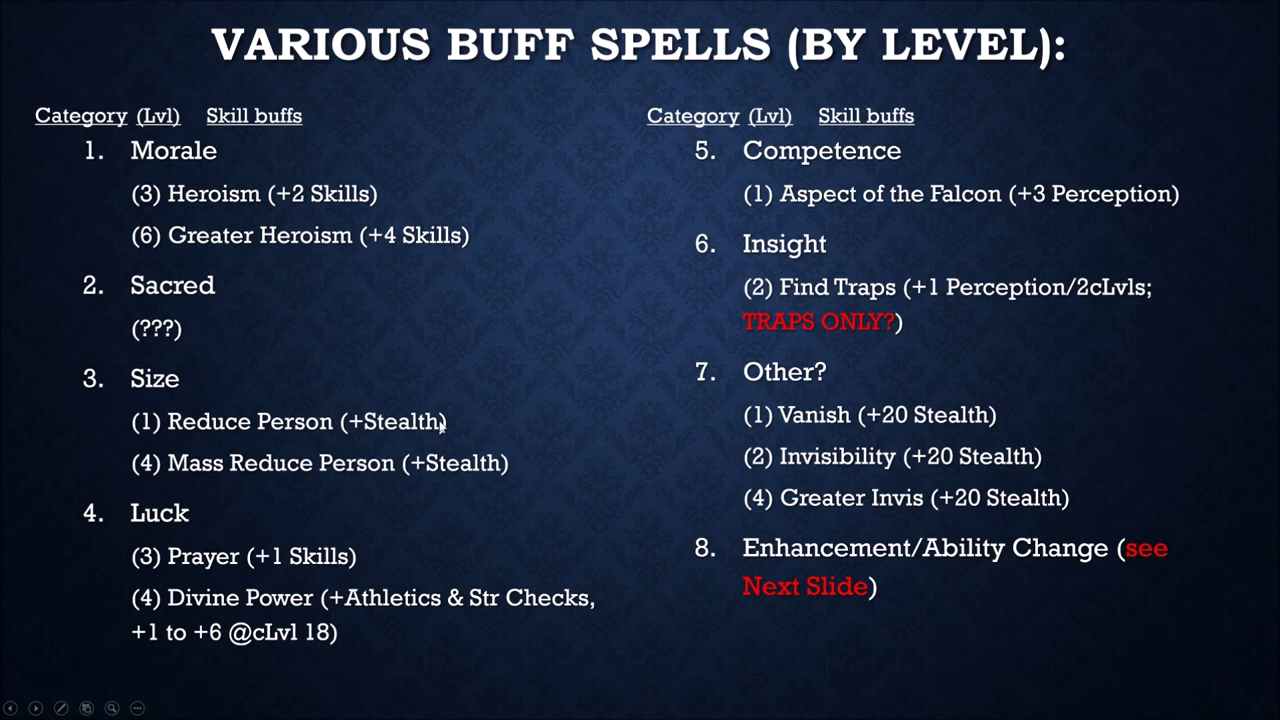 VARIOUS BUFF SPELLS (BY LEVEL):
Category (Lvl) Skill buffs
1. Morale
(3) Heroism (+2 Skills)
(6) Greater Heroism (+4 Skills)
2. Sacred
(???)
3. Size
(1) Reduce Person (+Stealth)
(4) Mass Reduce Person (+Stealth)
4. Luck
(3) Prayer (+1 Skills)
(4) Divine Power (+Athletics & Str Checks,
+1 to +6 @cLvl 18)
Category (Lvl) Skill buffs
5. Competence
(1) Aspect of the Falcon (+3 Perception)
6. Insight
(2) Find Traps (+1 Perception/2cLvls;
TRAPS ONLY?)
7. Other?
(1) Vanish (+20 Stealth)
(2) Invisibility (+20 Stealth)
(4) Greater Invis (+20 Stealth)
8. Enhancement/Ability Change (see
Next Slide)